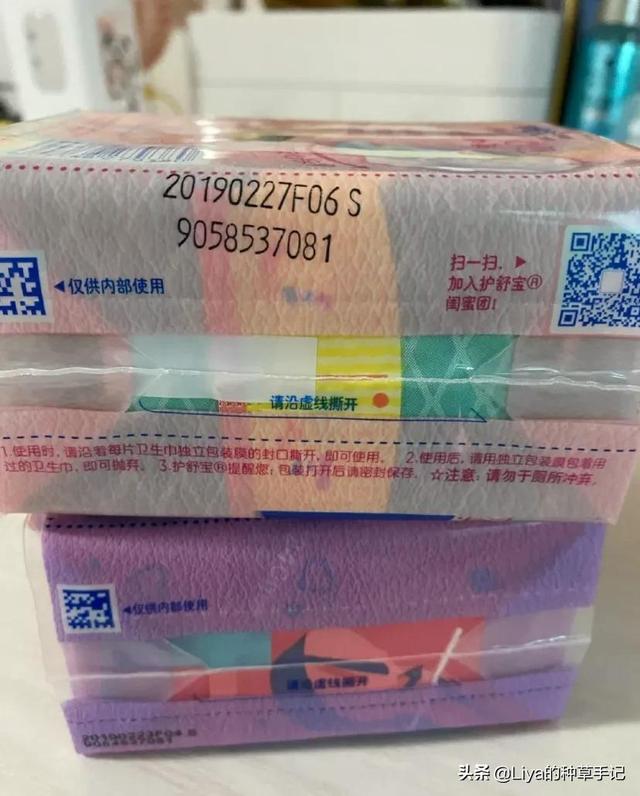 20190227F06 S
9058537081
◀仅供内部使用
扫一扫，▶
加入护舒宝®
闺蜜团！
请沿虚线撕开
1.使用时，请沿着每片卫生巾独立包装膜的封口撕开，即可使用。 2.使用后，请用独立包装膜包着用
过的卫生巾，即可抛弃。 3.护舒宝®提醒您：包装打开后请密封保存。 ☆注意：请勿于厕所冲弃。
◀仅供内部使用
请沿虚线撕开
20190223F04 S
9054537081
头条 @Liya的种草手记